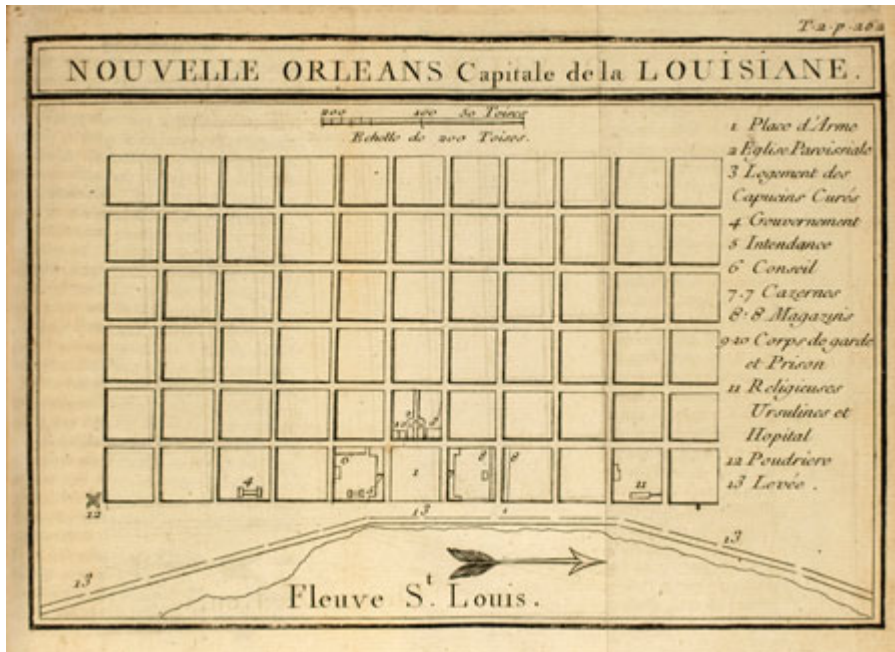 T.2.p.262
NOUVELLE ORLEANS Capitale de la LOUISIANE.
200 100 50 Toises
Echelle de 200 Toises.
1 Place d'Arme
2 Eglise Paroissiale
3 Logement des
Capucins Curés
4 Gouvernement
5 Intendance
6 Conseil
7.7 Cazernes
8:8 Magazins
9.10 Corps de garde
et Prison
11 Religieuses
Ursulines et
Hopital
12 Poudriere
13 Levée.
4 6 1 8 8 11
12
13
13
13
Fleuve St. Louis.